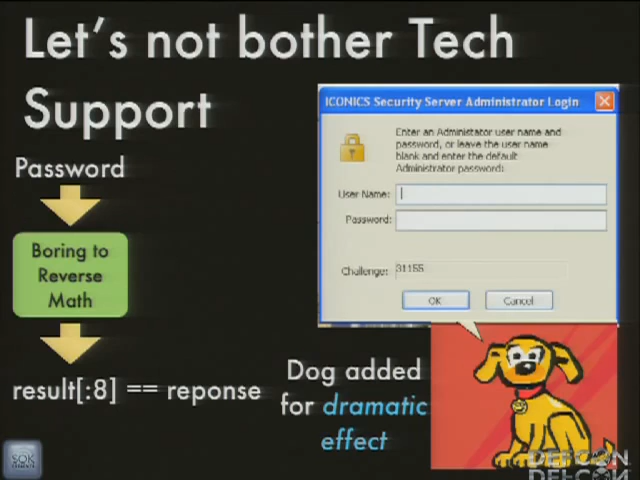 Let's not bother Tech
Support
Password
Boring to
Reverse
Math
result[:8] == reponse
ICONICS Security Server Administrator Login
Enter an Administator user name and
password, or leave the user name
blank and enter the default
Administrator password:
User Name:
Password:
Challenge: 31155
OK
Cancel
Dog added
for dramatic
effect
DEFCON
DEFCON